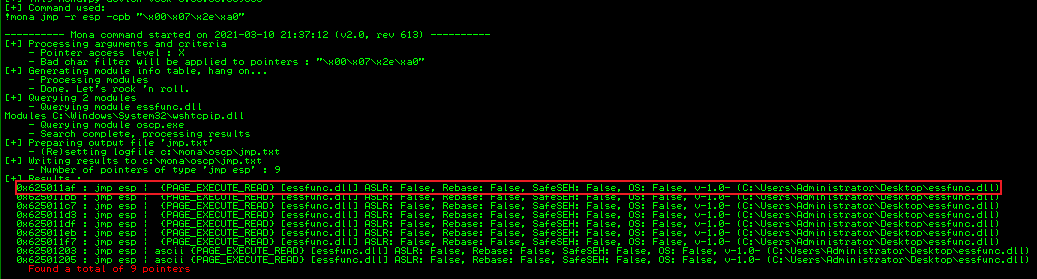 [+] Command used:
!mona jmp -r esp -cpb "\x00\x07\x2e\xa0"
---------- Mona command started on 2021-03-10 21:37:12 (v2.0, rev 613) ----------
[+] Processing arguments and criteria
- Pointer access level : X
- Bad char filter will be applied to pointers : "\x00\x07\x2e\xa0"
[+] Generating module info table, hang on...
- Processing modules
- Done. Let's rock 'n roll.
[+] Querying 2 modules
- Querying module essfunc.dll
Modules C:\Windows\System32\wshtcpip.dll
- Querying module oscp.exe
- Search complete, processing results
[+] Preparing output file 'jmp.txt'
- (Re)setting logfile c:\mona\oscp\jmp.txt
[+] Writing results to c:\mona\oscp\jmp.txt
- Number of pointers of type 'jmp esp' : 9
[+] Results :
0x625011af : jmp esp | {PAGE_EXECUTE_READ} [essfunc.dll] ASLR: False, Rebase: False, SafeSEH: False, OS: False, v-1.0- (C:\Users\Administrator\Desktop\essfunc.dll)
0x625011bb : jmp esp | {PAGE_EXECUTE_READ} [essfunc.dll] ASLR: False, Rebase: False, SafeSEH: False, OS: False, v-1.0- (C:\Users\Administrator\Desktop\essfunc.dll)
0x625011c7 : jmp esp | {PAGE_EXECUTE_READ} [essfunc.dll] ASLR: False, Rebase: False, SafeSEH: False, OS: False, v-1.0- (C:\Users\Administrator\Desktop\essfunc.dll)
0x625011d3 : jmp esp | {PAGE_EXECUTE_READ} [essfunc.dll] ASLR: False, Rebase: False, SafeSEH: False, OS: False, v-1.0- (C:\Users\Administrator\Desktop\essfunc.dll)
0x625011df : jmp esp | {PAGE_EXECUTE_READ} [essfunc.dll] ASLR: False, Rebase: False, SafeSEH: False, OS: False, v-1.0- (C:\Users\Administrator\Desktop\essfunc.dll)
0x625011eb : jmp esp | {PAGE_EXECUTE_READ} [essfunc.dll] ASLR: False, Rebase: False, SafeSEH: False, OS: False, v-1.0- (C:\Users\Administrator\Desktop\essfunc.dll)
0x625011f7 : jmp esp | {PAGE_EXECUTE_READ} [essfunc.dll] ASLR: False, Rebase: False, SafeSEH: False, OS: False, v-1.0- (C:\Users\Administrator\Desktop\essfunc.dll)
0x62501203 : jmp esp | ascii {PAGE_EXECUTE_READ} [essfunc.dll] ASLR: False, Rebase: False, SafeSEH: False, OS: False, v-1.0- (C:\Users\Administrator\Desktop\essfunc.dll)
0x62501205 : jmp esp | ascii {PAGE_EXECUTE_READ} [essfunc.dll] ASLR: False, Rebase: False, SafeSEH: False, OS: False, v-1.0- (C:\Users\Administrator\Desktop\essfunc.dll)
Found a total of 9 pointers